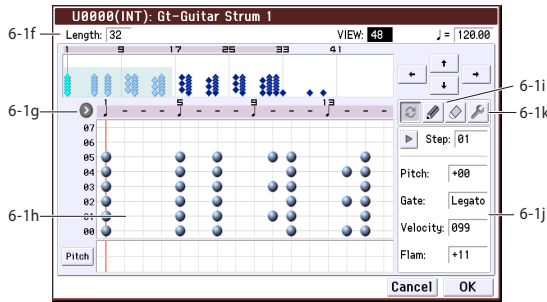 U0000(INT): Gt-Guitar Strum 1
6-1f
Length: 32
VIEW: 48
♩= 120.00
1 9 17 25 33 41
6-1i
6-1g
1 - - - 5 - - - 9 - - - 13 - - -
6-1k
07
06
05
04
03
02
01
00
6-1h
Step: 01
Pitch: +00
Gate: Legato
6-1j
Velocity: 099
Flam: +11
Pitch
Cancel OK